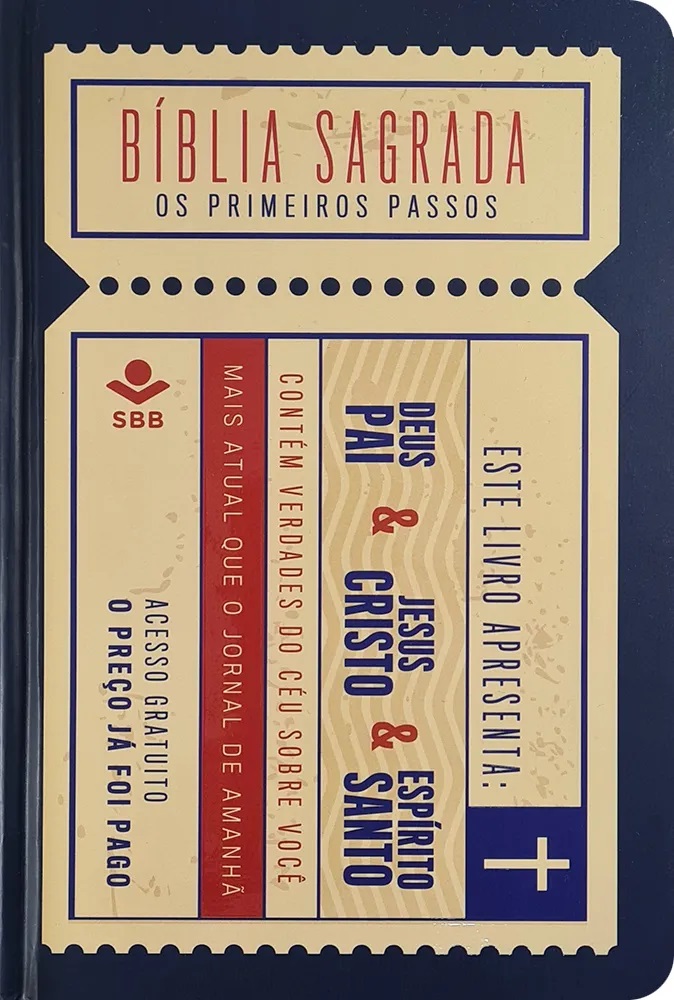 BÍBLIA SAGRADA
OS PRIMEIROS PASSOS
ESTE LIVRO APRESENTA:
DEUS PAI & JESUS CRISTO & ESPÍRITO SANTO
CONTÉM VERDADES DO CÉU SOBRE VOCÊ
MAIS ATUAL QUE O JORNAL DE AMANHÃ
SBB
ACESSO GRATUITO
O PREÇO JÁ FOI PAGO